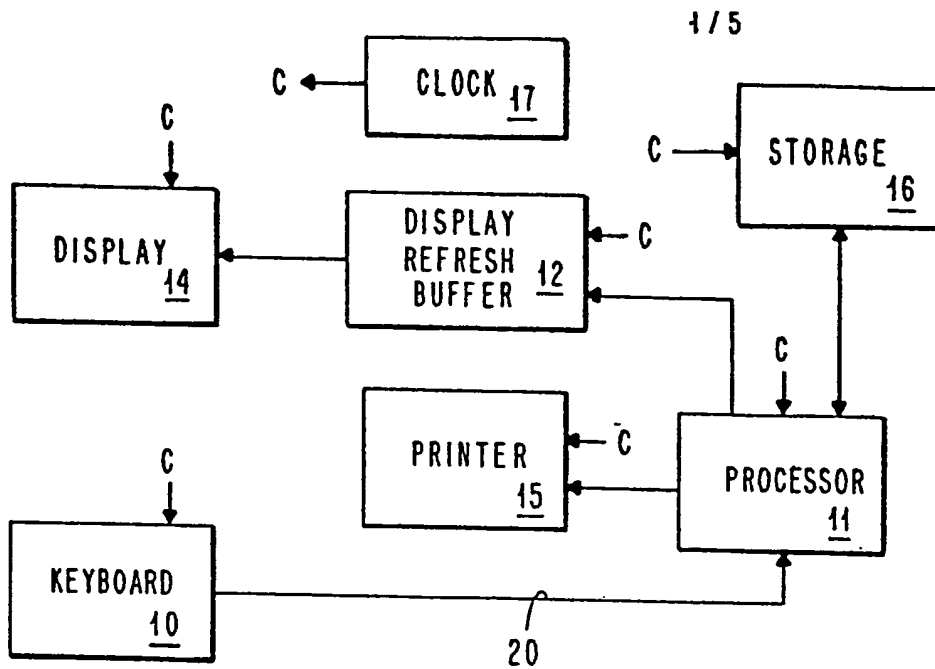 1/5
C
CLOCK
17
C
C
STORAGE
16
DISPLAY
14
DISPLAY
REFRESH
BUFFER
12
C
C
PRINTER
15
C
PROCESSOR
11
C
KEYBOARD
10
20